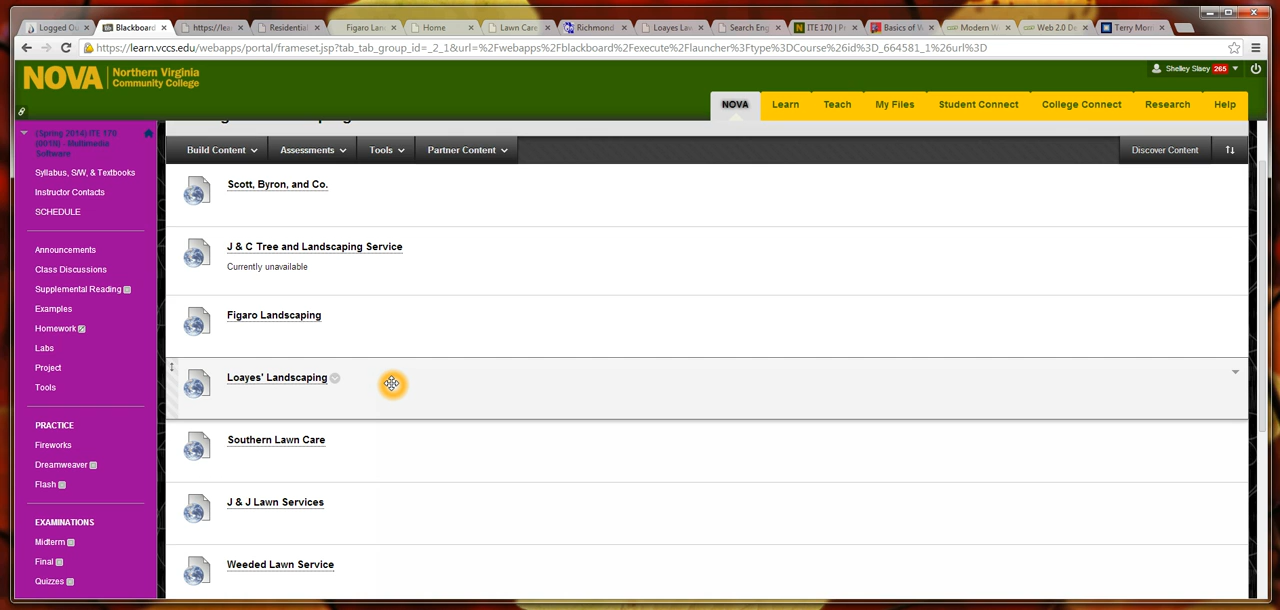 Logged Ou
Blackboard
https://lear
Residential
Figaro Lan
Home
Lawn Care
Richmond
Loayes Law
Search Eng
ITE 170 | Pr
Basics of W
Modern W
Web 2.0 De
Terry Morr
https://learn.vccs.edu/webapps/portal/frameset.jsp?tab_tab_group_id=_2_1&url=%2Fwebapps%2Fblackboard%2Fexecute%2Flauncher%3Ftype%3DCourse%26id%3D_664581_1%26url%3D
NOVA
Northern Virginia
Community College
Shelley Slaey 265
NOVA
Learn
Teach
My Files
Student Connect
College Connect
Research
Help
(Spring 2014) ITE 170
(001N) - Multimedia
Software
Syllabus, S/W, & Textbooks
Instructor Contacts
SCHEDULE
Announcements
Class Discussions
Supplemental Reading
Examples
Homework
Labs
Project
Tools
PRACTICE
Fireworks
Dreamweaver
Flash
EXAMINATIONS
Midterm
Final
Quizzes
Build Content
Assessments
Tools
Partner Content
Discover Content
Scott, Byron, and Co.
J & C Tree and Landscaping Service
Currently unavailable
Figaro Landscaping
Loayes' Landscaping
Southern Lawn Care
J & J Lawn Services
Weeded Lawn Service